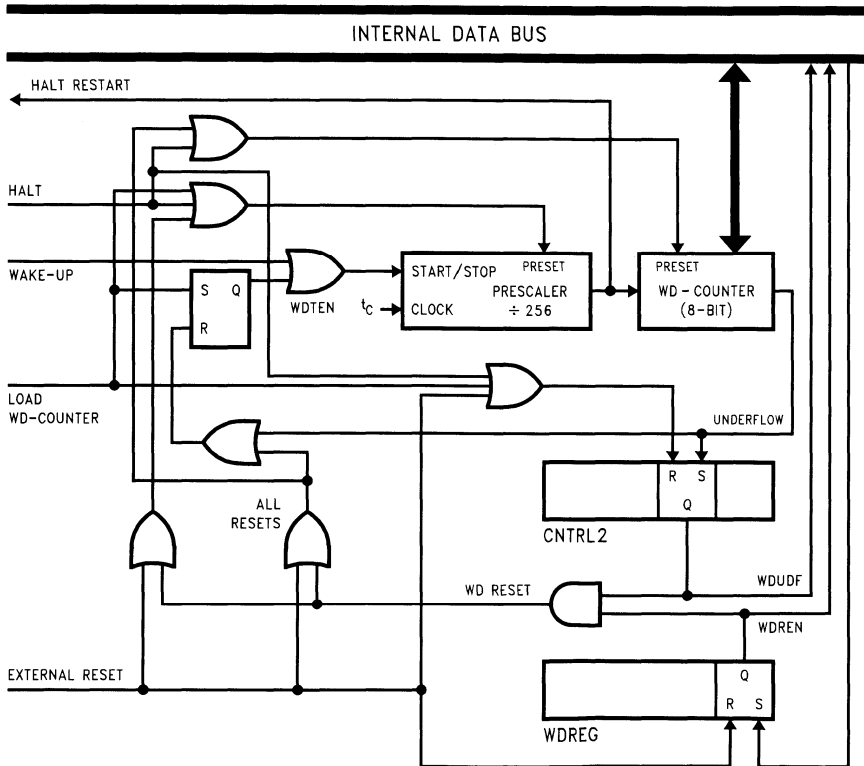 INTERNAL DATA BUS
HALT RESTART
HALT
WAKE-UP
S Q
R
WDTEN
START/STOP
PRESET
PRESCALER
÷ 256
tC
CLOCK
PRESET
WD-COUNTER
(8-BIT)
LOAD
WD-COUNTER
UNDERFLOW
R S
Q
CNTRL2
ALL
RESETS
WD RESET
WDUDF
WDREN
EXTERNAL RESET
Q
R S
WDREG